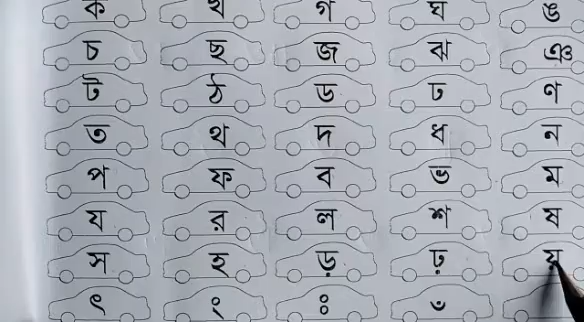 ক খ গ ঘ ঙ
চ ছ জ ঝ ঞ
ট ঠ ড ঢ ণ
ত থ দ ধ ন
প ফ ব ভ ম
য র ল শ ষ
স হ ড় ঢ় য়
ৎ ং ঃ ঁ